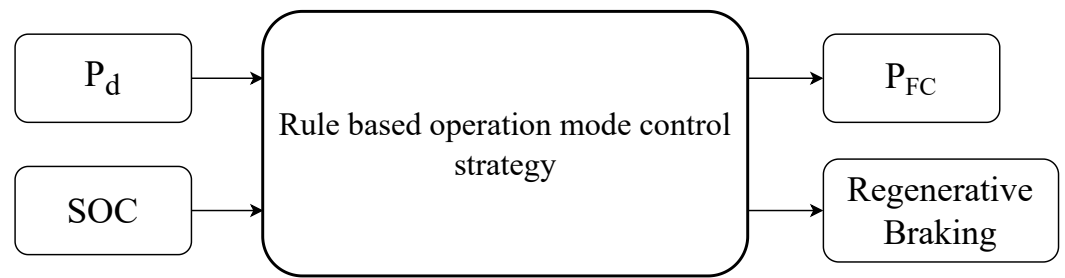 P_d
SOC
Rule based operation mode control
strategy
P_FC
Regenerative
Braking